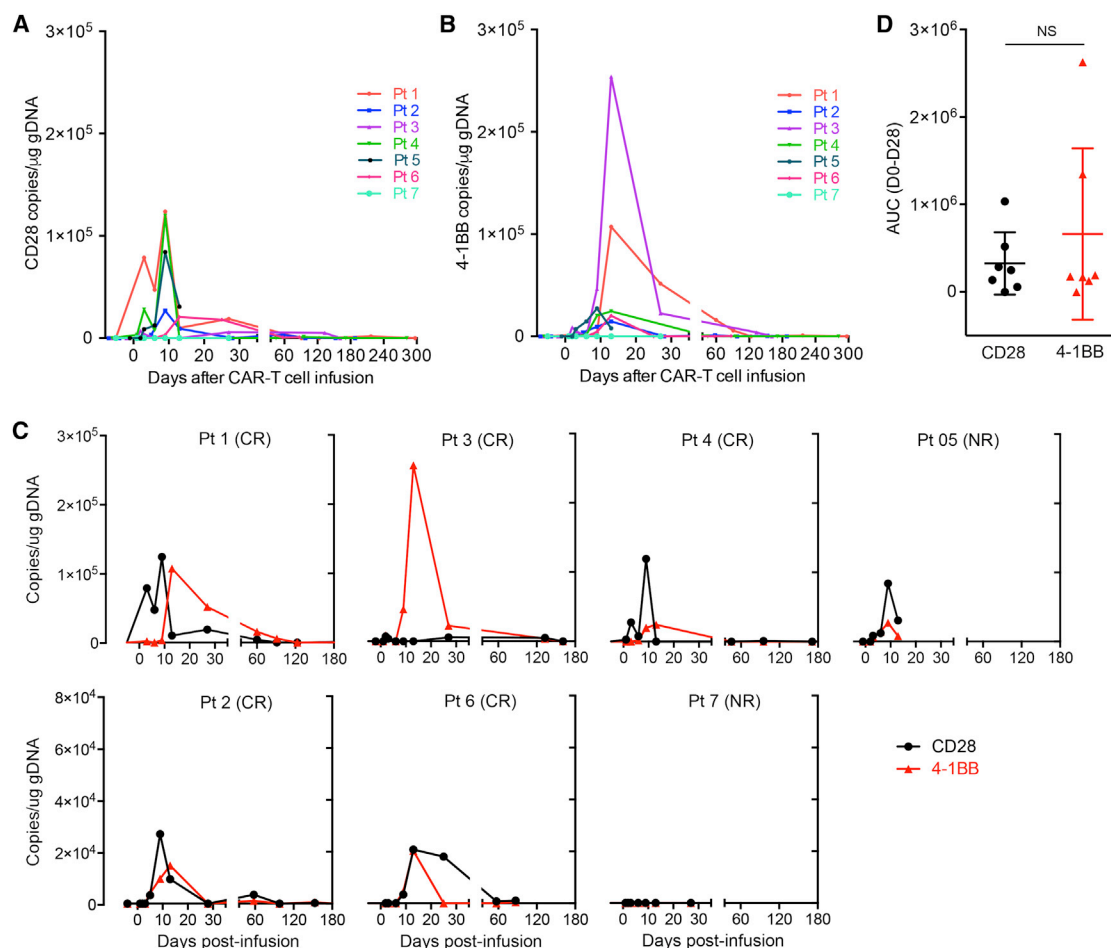 A
3×10⁵
2×10⁵
1×10⁵
0
CD28 copies/µg gDNA
Pt 1
Pt 2
Pt 3
Pt 4
Pt 5
Pt 6
Pt 7
0 10 20 30 60 120 180 240 300
Days after CAR-T cell infusion
B
3×10⁵
2×10⁵
1×10⁵
0
4-1BB copies/µg gDNA
Pt 1
Pt 2
Pt 3
Pt 4
Pt 5
Pt 6
Pt 7
0 10 20 30 60 120 180 240 300
Days after CAR-T cell infusion
D
NS
3×10⁶
2×10⁶
1×10⁶
0
AUC (D0-D28)
CD28 4-1BB
C
Pt 1 (CR)
3×10⁵
2×10⁵
1×10⁵
0
Copies/ug gDNA
0 10 20 30 60 120 180
Pt 3 (CR)
0 10 20 30 60 120 180
Pt 4 (CR)
0 10 20 30 60 120 180
Pt 05 (NR)
0 10 20 30 60 120 180
Pt 2 (CR)
8×10⁴
6×10⁴
4×10⁴
2×10⁴
0
Copies/ug gDNA
0 10 20 30 60 120 180
Days post-infusion
Pt 6 (CR)
0 10 20 30 60 120 180
Days post-infusion
Pt 7 (NR)
0 10 20 30 60 120 180
Days post-infusion
CD28
4-1BB